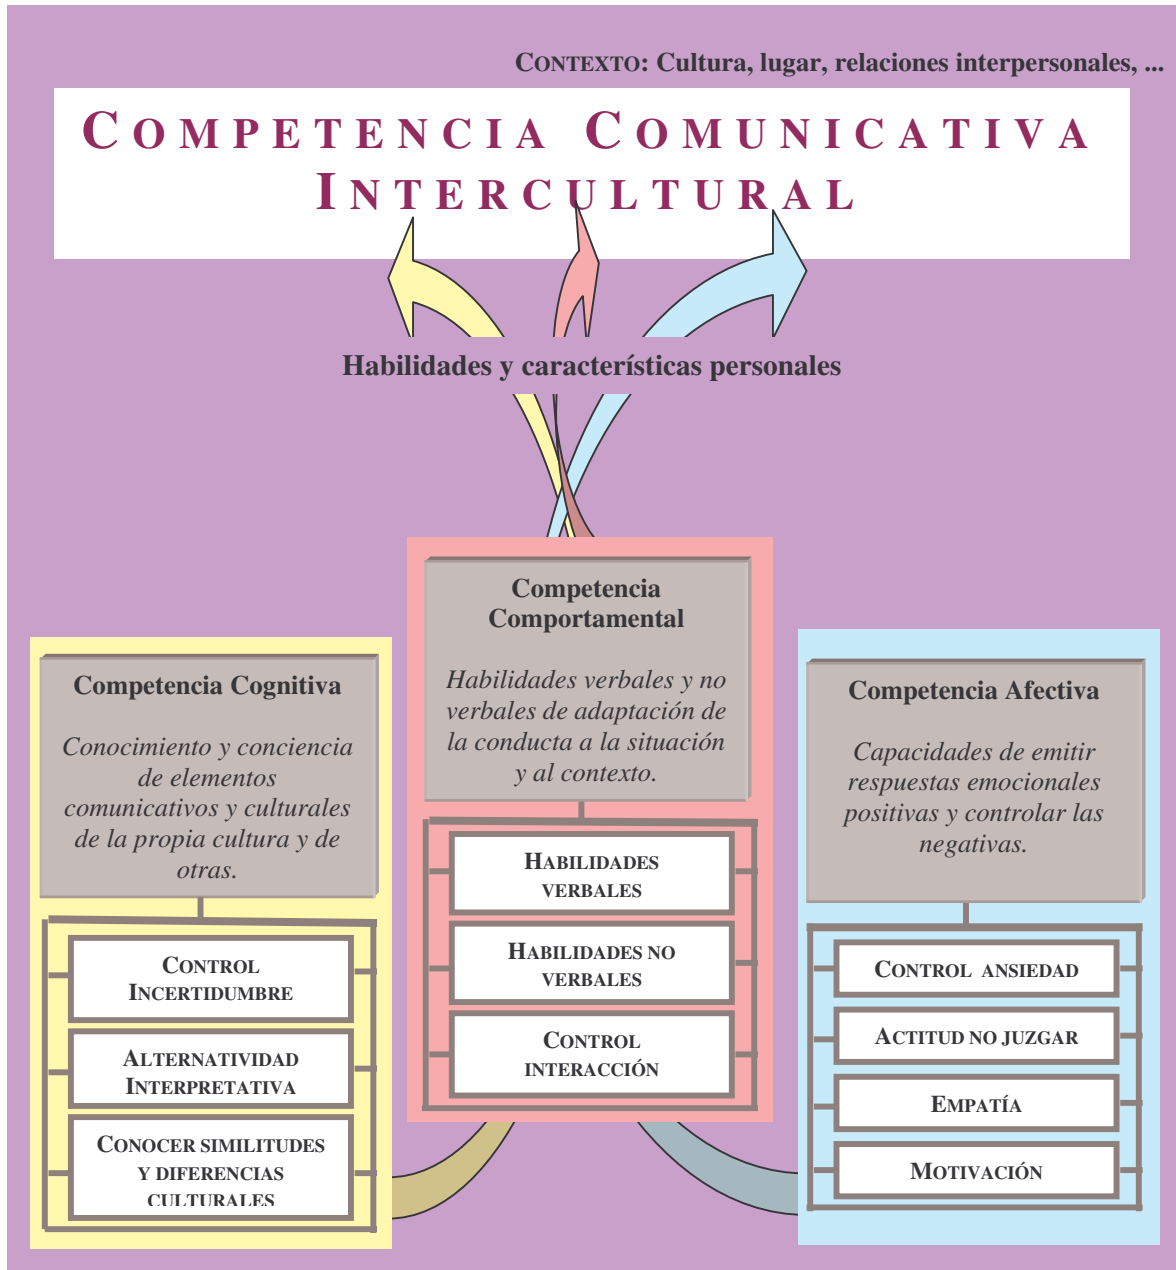 CONTEXTO: Cultura, lugar, relaciones interpersonales, ...
COMPETENCIA COMUNICATIVA
INTERCULTURAL
Habilidades y características personales
Competencia Cognitiva
Conocimiento y conciencia
de elementos
comunicativos y culturales
de la propia cultura y de
otras.
CONTROL
INCERTIDUMBRE
ALTERNATIVIDAD
INTERPRETATIVA
CONOCER SIMILITUDES
Y DIFERENCIAS
CULTURALES
Competencia
Comportamental
Habilidades verbales y no
verbales de adaptación de
la conducta a la situación
y al contexto.
HABILIDADES
VERBALES
HABILIDADES NO
VERBALES
CONTROL
INTERACCIÓN
Competencia Afectiva
Capacidades de emitir
respuestas emocionales
positivas y controlar las
negativas.
CONTROL ANSIEDAD
ACTITUD NO JUZGAR
EMPATÍA
MOTIVACIÓN